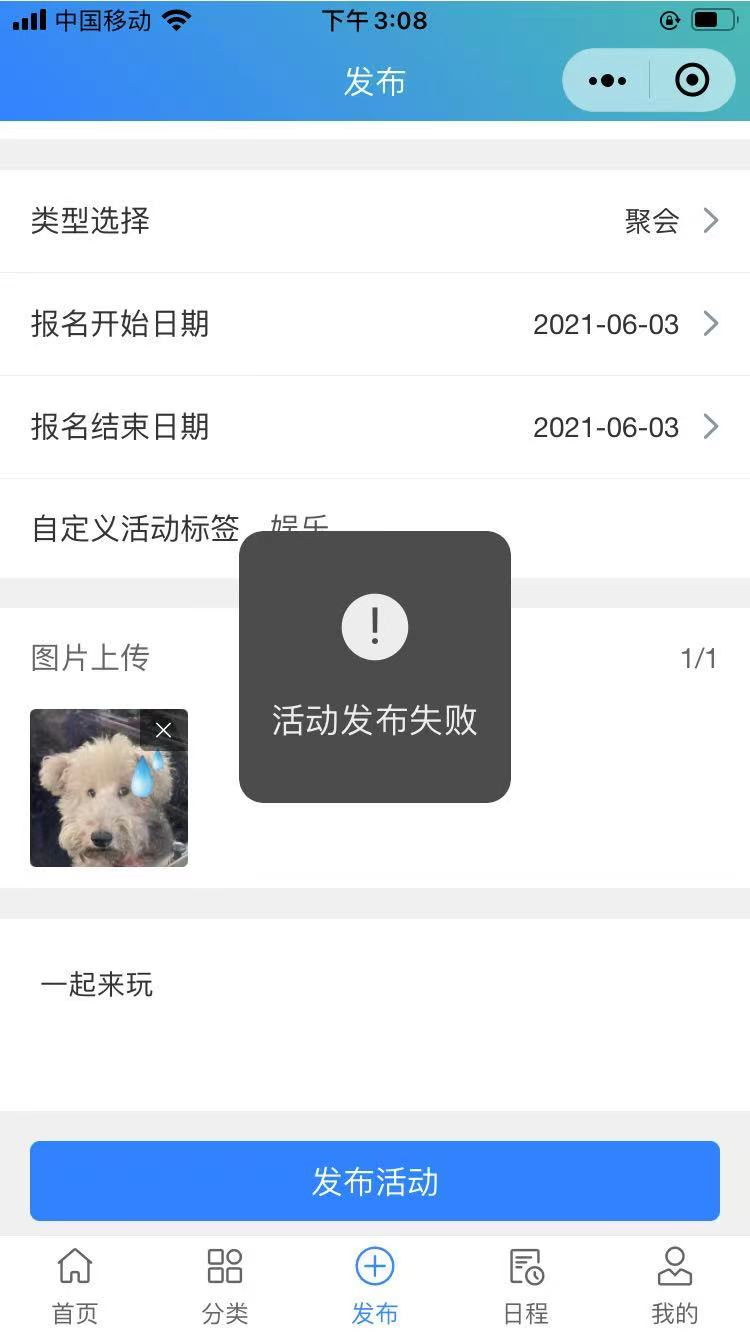 中国移动 下午3:08
发布
类型选择 聚会
报名开始日期 2021-06-03
报名结束日期 2021-06-03
自定义活动标签 娱乐
图片上传 1/1
活动发布失败
一起来玩
发布活动
首页 分类 发布 日程 我的